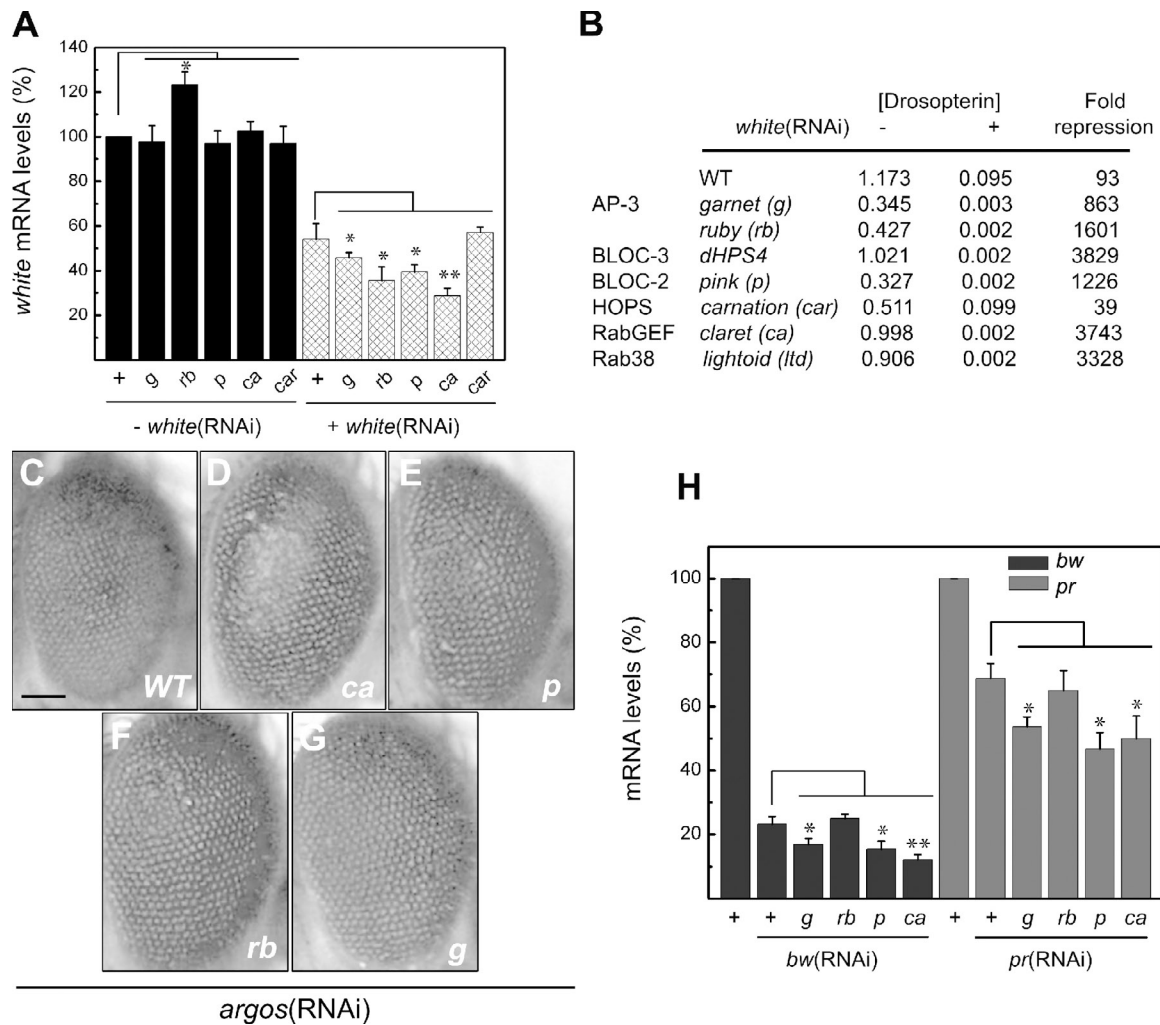 A
white mRNA levels (%)
140
120
100
80
60
40
20
*
*
*
*
**
+ g rb p ca car + g rb p ca car
- white(RNAi) + white(RNAi)
B
[Drosopterin] Fold
white(RNAi) - + repression
WT 1.173 0.095 93
AP-3 garnet (g) 0.345 0.003 863
ruby (rb) 0.427 0.002 1601
BLOC-3 dHPS4 1.021 0.002 3829
BLOC-2 pink (p) 0.327 0.002 1226
HOPS carnation (car) 0.511 0.099 39
RabGEF claret (ca) 0.998 0.002 3743
Rab38 lightoid (ltd) 0.906 0.002 3328
C
WT
D
ca
E
p
F
rb
G
g
argos(RNAi)
H
mRNA levels (%)
100
80
60
40
20
bw
pr
*
*
**
*
*
*
+ + g rb p ca + + g rb p ca
bw(RNAi) pr(RNAi)